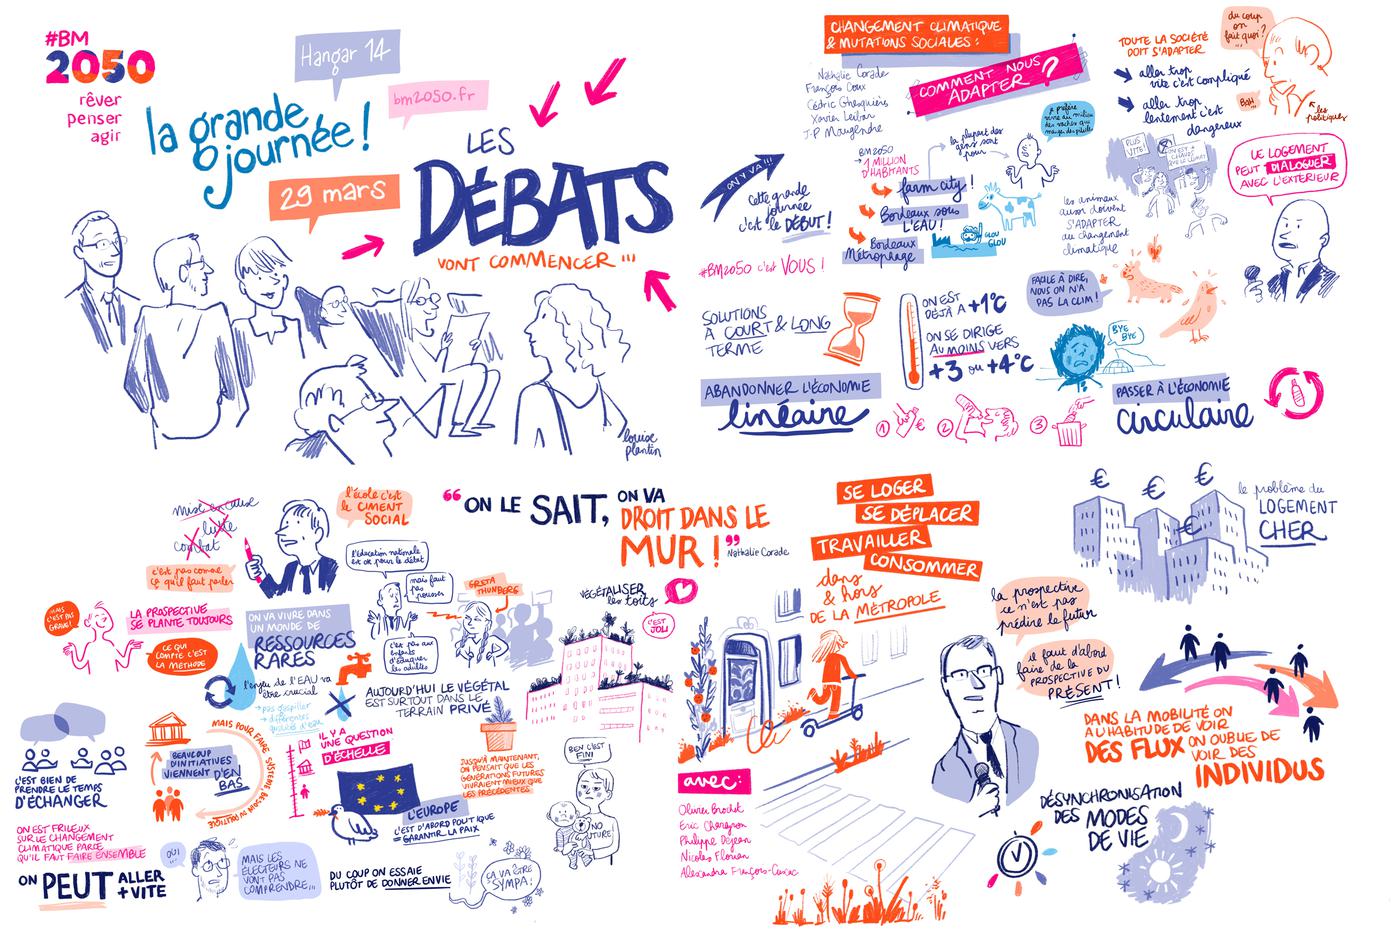 #BM
2050
rêver
penser
agir
Hangar 14
bm2050.fr
la grande
journée !
29 mars
LES
DÉBATS
VONT COMMENCER !!!
louise
plantin
CHANGEMENT CLIMATIQUE
& MUTATIONS SOCIALES :
COMMENT NOUS
ADAPTER ?
Nathalie Corade
François Coux
Cédric Ghesquières
Xavier Leibar
J.P Mougendre
ON Y VA !!!
Cette grande
journée
c'est le DÉBUT !
#BM2050 c'est VOUS !
BM2050
→ 1 MILLION
D'HABITANTS
la plupart des
gens sont
pour
je préfère
vivre au milieu
des vaches qui
mangent des pilules
farm city !
Bordeaux sous
L'EAU !
GLOU
GLOU
Bordeaux
Métrophage
TOUTE LA SOCIÉTÉ
DOIT S'ADAPTER
aller trop
vite c'est compliqué
aller trop
lentement c'est
dangereux
du coup
on
fait quoi ?
BAH
...
les
politiques
PLUS
VITE !
ON EST
CHAUDS
QUE LE CLIMAT
les animaux
aussi doivent
S'ADAPTER
au changement
climatique
LE LOGEMENT
PEUT DIALOGUER
AVEC L'EXTERIEUR
FACILE À DIRE,
NOUS ON N'A
PAS LA CLIM !
BYE
BYE
SOLUTIONS
À COURT & LONG
TERME
ON EST
DÉJÀ À +1°C
ON SE DIRIGE
AU MOINS VERS
+3 OU +4°C
ABANDONNER L'ÉCONOMIE
linéaire
1
€
2
3
PASSER À L'ÉCONOMIE
circulaire
mise en cause
lutte
combat
c'est pas comme
ça qu'il faut parler
l'école c'est
le CIMENT
SOCIAL
"ON LE SAIT, ON VA
DROIT DANS LE
MUR ! "
Nathalie Corade
MAIS
C'EST PAS
GRAVE !
LA PROSPECTIVE
SE PLANTE TOUJOURS
CE QUI
COMPTE C'EST
LA MÉTHODE
ON VA VIVRE DANS
UN MONDE DE
RESSOURCES
RARES
l'enjeu de l'EAU va
être crucial
→ pas gaspiller
→ différentes
qualités d'eau
l'éducation nationale
est ok pour le débat
mais faut
pas
pousser
c'est pas aux
enfants
d'éduquer
les adultes
GRETA
THUNBERG
VÉGÉTALISER
les toits
C'EST
JOLI
AUJOURD'HUI LE VÉGÉTAL
EST SURTOUT DANS LE
TERRAIN PRIVÉ
C'EST BIEN DE
PRENDRE LE TEMPS
D'ÉCHANGER
BEAUCOUP
D'INITIATIVES
VIENNENT D'EN
BAS
MAIS POUR FAIRE
SYSTÈME, BESOIN DU POLITIQUE
IL Y A
UNE QUESTION
D'ÉCHELLE
L'EUROPE
C'EST D'ABORD POLITIQUE
= GARANTIR LA PAIX
JUSQU'À MAINTENANT,
ON PENSAIT QUE LES
GÉNÉRATIONS FUTURES
VIVRAIENT MIEUX QUE
LES PRÉCÉDENTES
BEN C'EST
FINI
NO
FUTURE
ON EST FRILEUX
SUR LE CHANGEMENT
CLIMATIQUE PARCE
QU'IL FAUT FAIRE ENSEMBLE
ON PEUT ALLER
+ VITE
OUI
...
MAIS LES
ÉLECTEURS NE
VONT PAS
COMPRENDRE...
DU COUP ON ESSAIE
PLUTÔT DE DONNER ENVIE
ÇA VA ÊTRE
SYMPA !
SE LOGER
SE DÉPLACER
TRAVAILLER
CONSOMMER
dans
& hors
DE LA MÉTROPOLE
avec :
Olivier Brochet
Eric Chareyron
Philippe Dejean
Nicolas Florian
Alexandra François-Cuxac
la prospective
ce n'est pas
prédire le futur
il faut d'abord
faire de la
PROSPECTIVE DU
PRÉSENT !
€ € € €
le problème du
LOGEMENT
CHER
DANS LA MOBILITÉ ON
A L'HABITUDE DE VOIR
DES FLUX ON OUBLIE DE
VOIR DES
INDIVIDUS
DÉSYNCHRONISATION
DES MODES
DE VIE